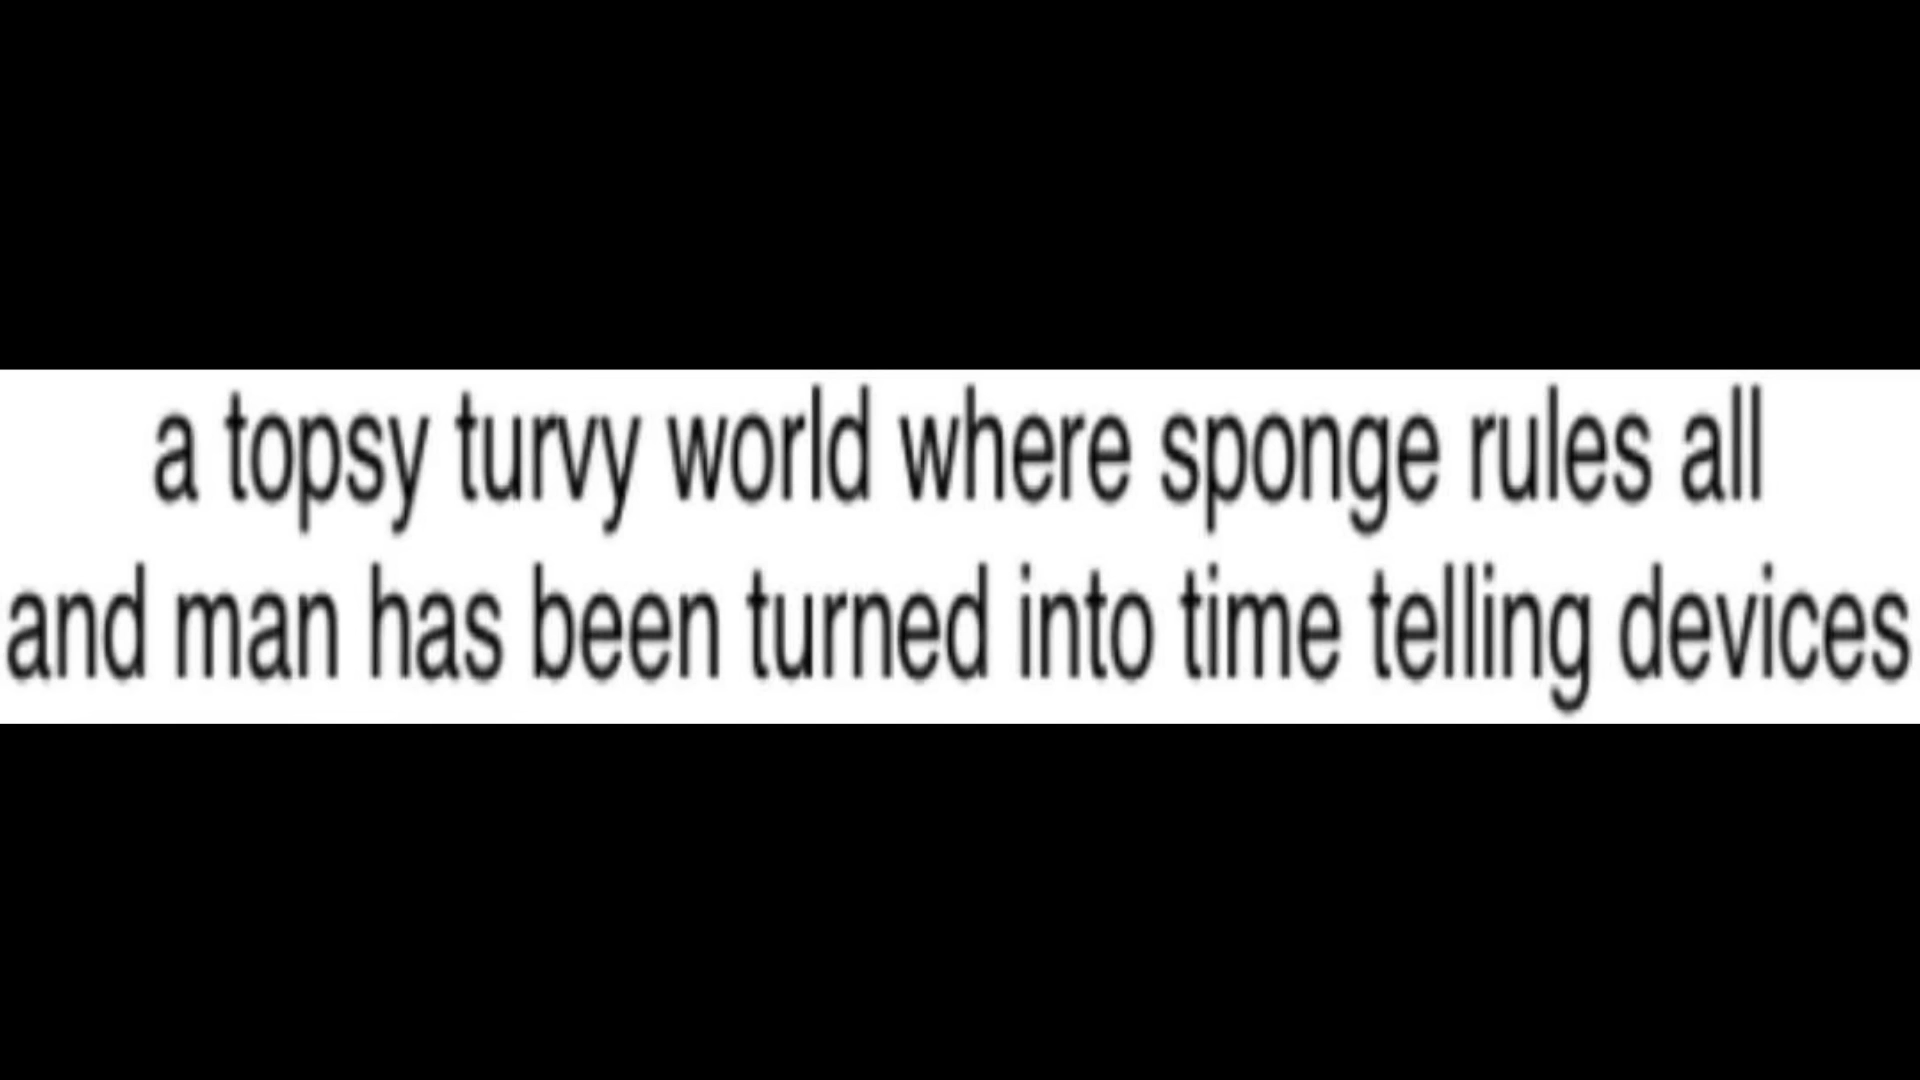 a topsy turvy world where sponge rules all
and man has been turned into time telling devices